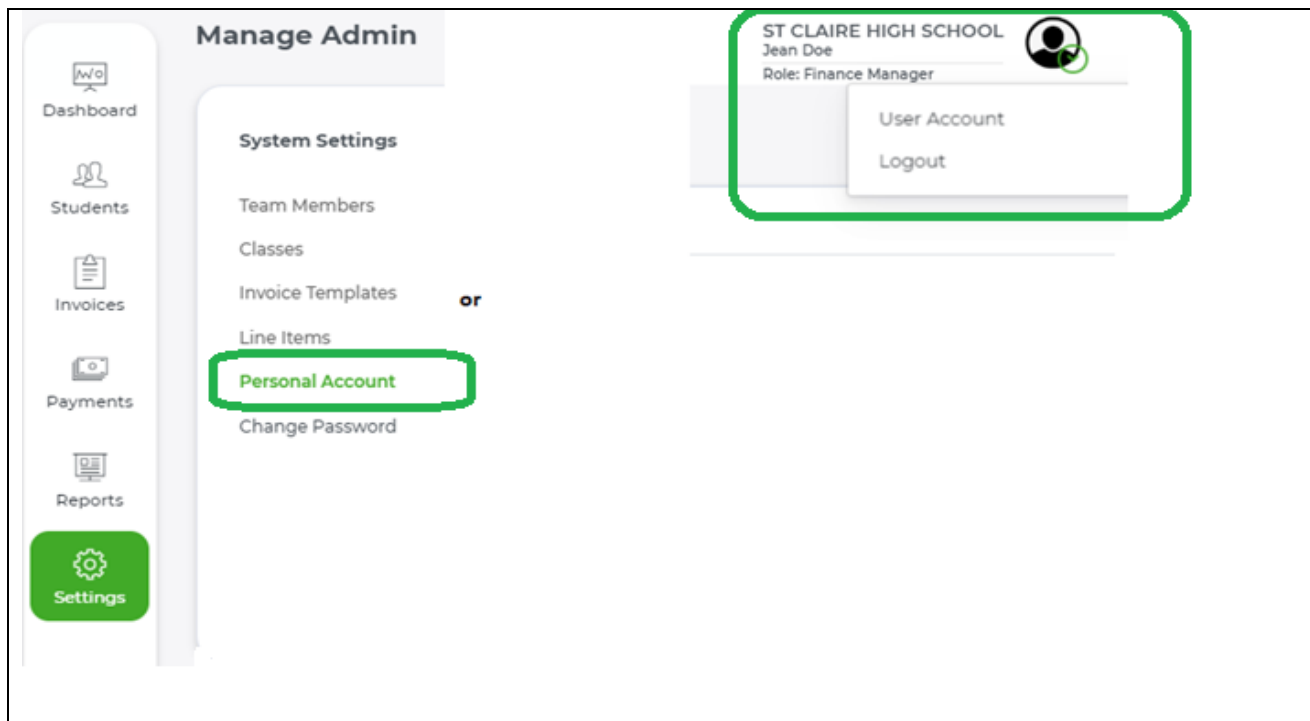 Manage Admin
Dashboard
Students
Invoices
Payments
Reports
Settings
System Settings
Team Members
Classes
Invoice Templates
Line Items
Personal Account
Change Password
or
ST CLAIRE HIGH SCHOOL
Jean Doe
Role: Finance Manager
User Account
Logout